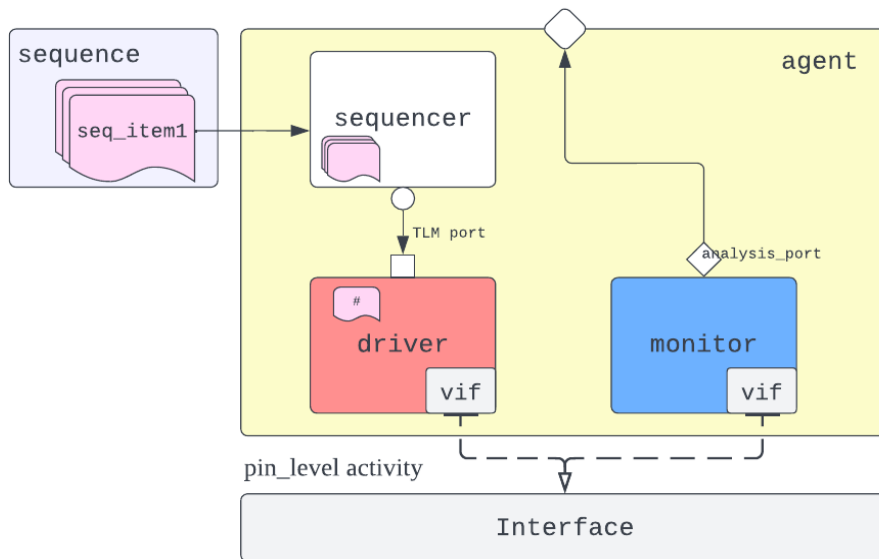 sequence
agent
sequencer
seq_item1
TLM port
analysis_port
#
driver
monitor
vif
vif
pin_level activity
Interface